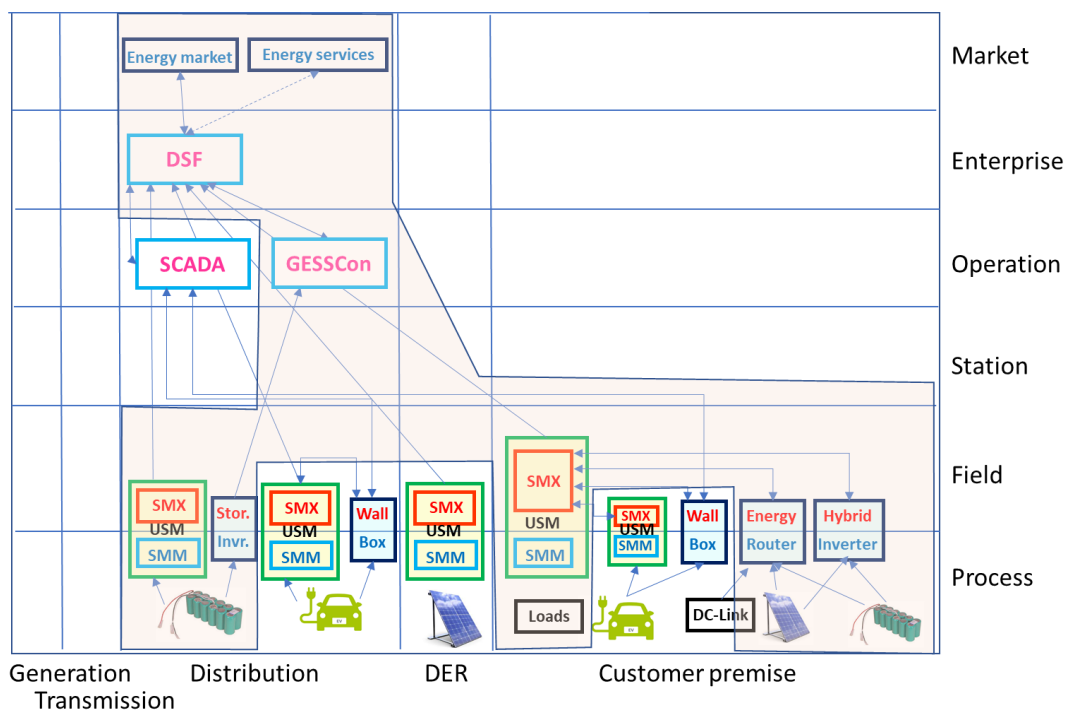 Market
Energy market
Energy services
Enterprise
DSF
Operation
SCADA
GESSCon
Station
Field
SMX
USM
SMM
Stor.
Invr.
SMX
USM
SMM
Wall
Box
SMX
USM
SMM
SMX
USM
SMM
SMX
USM
SMM
Wall
Box
Energy
Router
Hybrid
Inverter
Process
EV
Loads
EV
DC-Link
Generation
Transmission
Distribution
DER
Customer premise